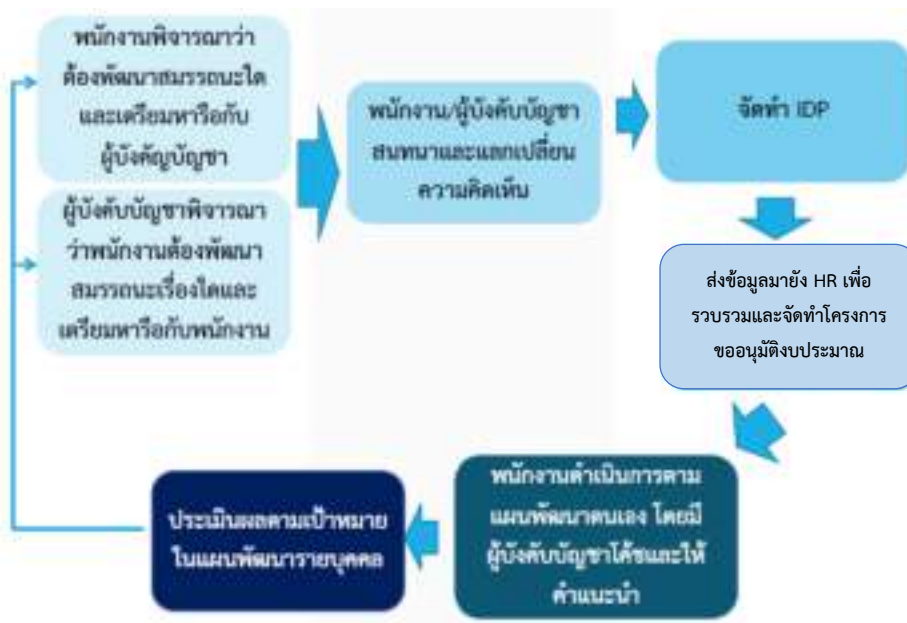 พนักงานพิจารณาว่า
ต้องพัฒนาสมรรถนะใด
และเตรียมหารือกับ
ผู้บังคัญบัญชา
ผู้บังคับบัญชาพิจารณา
ว่าพนักงานต้องพัฒนา
สมรรถนะเรื่องใดและ
เตรียมหารือกับพนักงาน
พนักงาน/ผู้บังคับบัญชา
สนทนาและแลกเปลี่ยน
ความคิดเห็น
จัดทำ IDP
ส่งข้อมูลมายัง HR เพื่อ
รวบรวมและจัดทำโครงการ
ขออนุมัติงบประมาณ
พนักงานดำเนินการตาม
แผนพัฒนาตนเอง โดยมี
ผู้บังคับบัญชาโค้ชและให้
คำแนะนำ
ประเมินผลตามเป้าหมาย
ในแผนพัฒนารายบุคคล